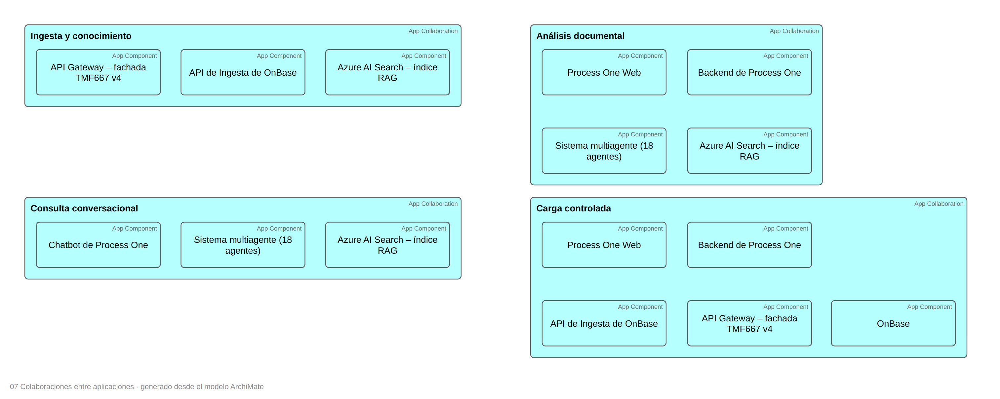 App Collaboration
Ingesta y conocimiento
App Component
API Gateway – fachada
TMF667 v4
App Component
API de Ingesta de OnBase
App Component
Azure AI Search – índice
RAG
App Collaboration
Análisis documental
App Component
Process One Web
App Component
Backend de Process One
App Component
Sistema multiagente (18
agentes)
App Component
Azure AI Search – índice
RAG
App Collaboration
Consulta conversacional
App Component
Chatbot de Process One
App Component
Sistema multiagente (18
agentes)
App Component
Azure AI Search – índice
RAG
App Collaboration
Carga controlada
App Component
Process One Web
App Component
Backend de Process One
App Component
API de Ingesta de OnBase
App Component
API Gateway – fachada
TMF667 v4
App Component
OnBase
07 Colaboraciones entre aplicaciones · generado desde el modelo ArchiMate